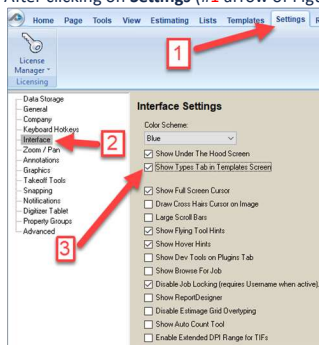 After clicking on Settings (#1 arrow of Figu
Home Page Tools View Estimating Lists Templates Settings R
1
License
Manager
Licensing
Data Storage
General
Company
Keyboard Hotkeys
Interface
Zoom / Pan
Annotations
Graphics
Takeoff Tools
Snapping
Notifications
Digitizer Tablet
Property Groups
Advanced
2
3
Interface Settings
Color Scheme:
Blue
Show Under The Hood Screen
Show Types Tab in Templates Screen
Show Full Screen Cursor
Draw Cross Hairs Cursor on Image
Large Scroll Bars
Show Flying Tool Hints
Show Hover Hints
Show Dev Tools on Plugins Tab
Show Browse For Job
Disable Job Locking (requires Username when active).
Show ReportDesigner
Disable Estimage Grid Overtyping
Show Auto Count Tool
Enable Extended DPI Range for TIFs